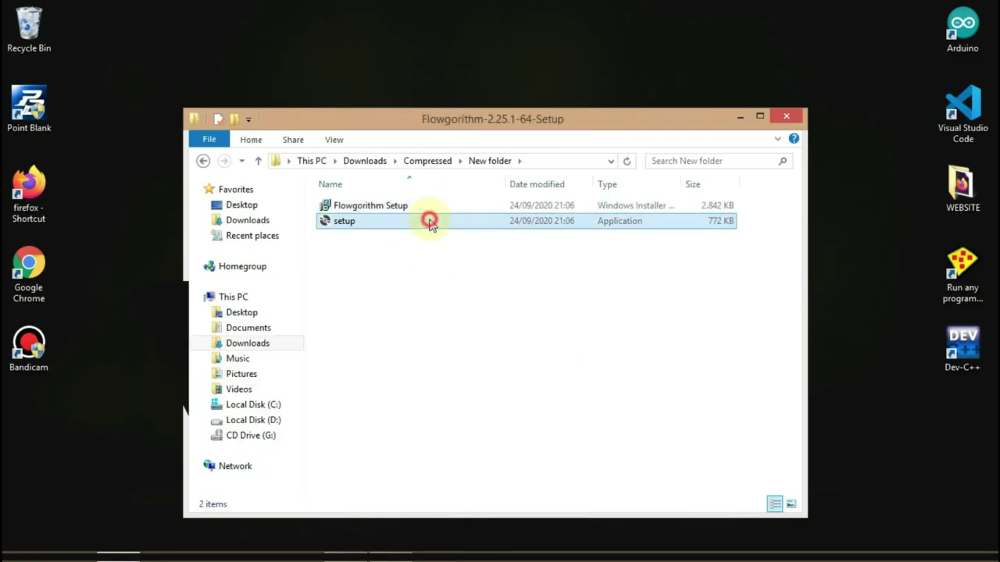 Recycle Bin
Point Blank
firefox -
Shortcut
Google
Chrome
Bandicam
Flowgorithm-2.25.1-64-Setup
File Home Share View
This PC Downloads Compressed New folder
Search New folder
Name Date modified Type Size
Flowgorithm Setup 24/09/2020 21:06 Windows Installer ... 2.842 KB
setup 24/09/2020 21:06 Application 772 KB
Favorites
Desktop
Downloads
Recent places
Homegroup
This PC
Desktop
Documents
Downloads
Music
Pictures
Videos
Local Disk (C:)
Local Disk (D:)
CD Drive (G:)
Network
2 items
Arduino
Visual Studio
Code
WEBSITE
Run any
program...
DEV
C++
Dev-C++